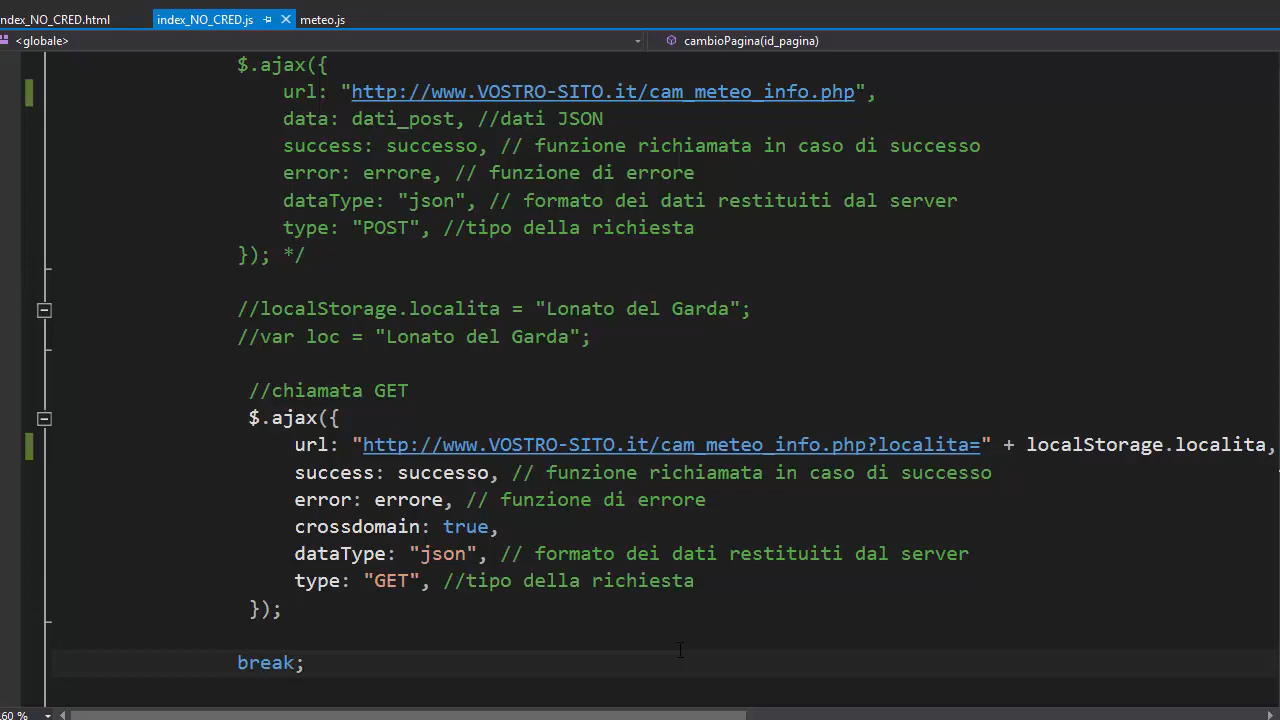 ndex_NO_CRED.html index_NO_CRED.js meteo.js
<globale> cambioPagina(id_pagina)
$.ajax({
url: "http://www.VOSTRO-SITO.it/cam_meteo_info.php",
data: dati_post, //dati JSON
success: successo, // funzione richiamata in caso di successo
error: errore, // funzione di errore
dataType: "json", // formato dei dati restituiti dal server
type: "POST", //tipo della richiesta
}); */
//localStorage.localita = "Lonato del Garda";
//var loc = "Lonato del Garda";
//chiamata GET
$.ajax({
url: "http://www.VOSTRO-SITO.it/cam_meteo_info.php?localita=" + localStorage.localita,
success: successo, // funzione richiamata in caso di successo
error: errore, // funzione di errore
crossdomain: true,
dataType: "json", // formato dei dati restituiti dal server
type: "GET", //tipo della richiesta
});
break;
60 %